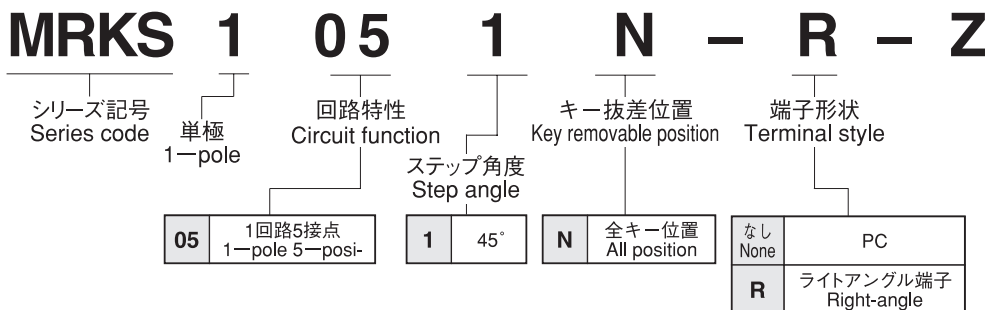 MRKS 1 05 1 N － R － Z
シリーズ記号
Series code
単極
1ー pole
回路特性
Circuit function
ステップ角度
Step angle
キー抜差位置
Key removable position
端子形状
Terminal style
05
1回路5接点
1ー pole 5ー posi-
1
45°
N
全キー位置
All position
なし
None
PC
R
ライトアングル端子
Right-angle